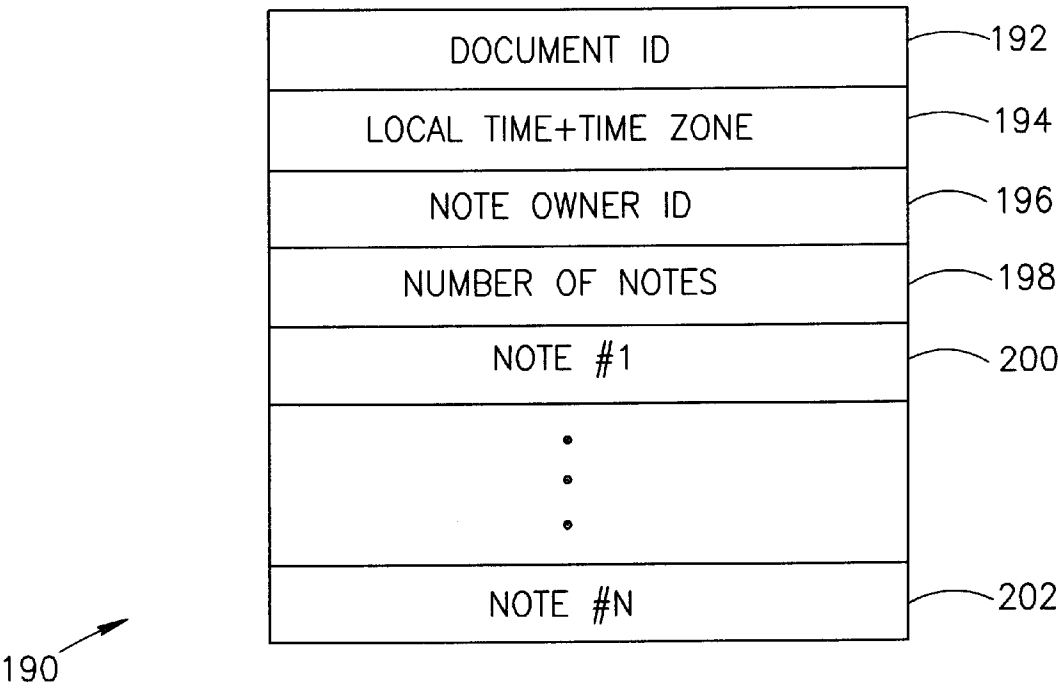 DOCUMENT ID 192
LOCAL TIME+TIME ZONE 194
NOTE OWNER ID 196
NUMBER OF NOTES 198
NOTE #1 200
NOTE #N 202
190